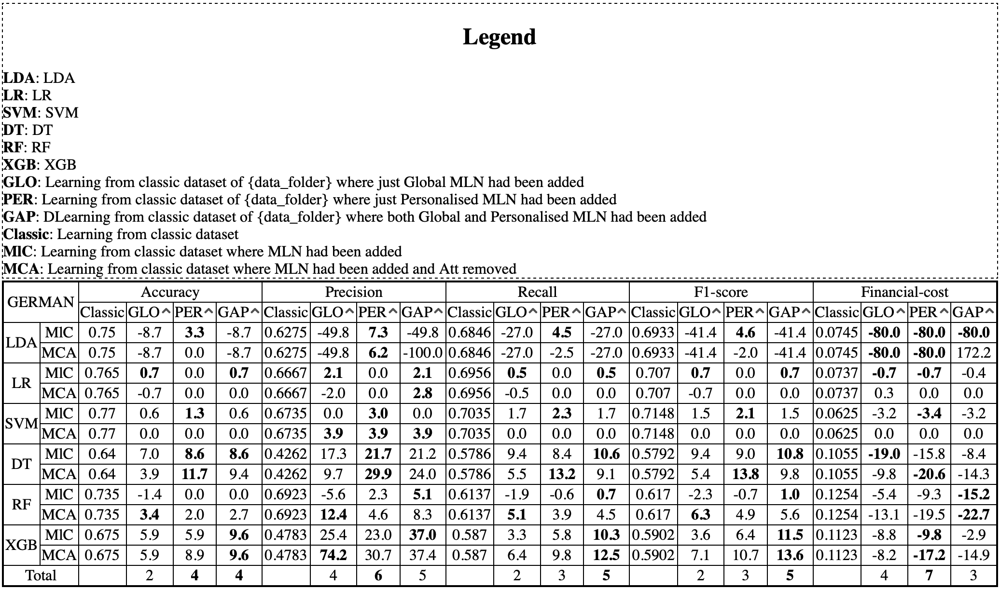 Legend
LDA: LDA
LR: LR
SVM: SVM
DT: DT
RF: RF
XGB: XGB
GLO: Learning from classic dataset of {data_folder} where just Global MLN had been added
PER: Learning from classic dataset of {data_folder} where just Personalised MLN had been added
GAP: DLearning from classic dataset of {data_folder} where both Global and Personalised MLN had been added
Classic: Learning from classic dataset
MlC: Learning from classic dataset where MLN had been added
MCA: Learning from classic dataset where MLN had been added and Att removed
GERMAN Accuracy Precision Recall F1-score Financial-cost
Classic GLO^ PER^ GAP^ Classic GLO^ PER^ GAP^ Classic GLO^ PER^ GAP^ Classic GLO^ PER^ GAP^ Classic GLO^ PER^ GAP^
LDA MlC 0.75 -8.7 3.3 -8.7 0.6275 -49.8 7.3 -49.8 0.6846 -27.0 4.5 -27.0 0.6933 -41.4 4.6 -41.4 0.0745 -80.0 -80.0 -80.0
MCA 0.75 -8.7 0.0 -8.7 0.6275 -49.8 6.2 -100.0 0.6846 -27.0 -2.5 -27.0 0.6933 -41.4 -2.0 -41.4 0.0745 -80.0 -80.0 172.2
LR MlC 0.765 0.7 0.0 0.7 0.6667 2.1 0.0 2.1 0.6956 0.5 0.0 0.5 0.707 0.7 0.0 0.7 0.0737 -0.7 -0.7 -0.4
MCA 0.765 -0.7 0.0 0.0 0.6667 -2.0 0.0 2.8 0.6956 -0.5 0.0 0.0 0.707 -0.7 0.0 0.0 0.0737 0.3 0.0 0.0
SVM MlC 0.77 0.6 1.3 0.6 0.6735 0.0 3.0 0.0 0.7035 1.7 2.3 1.7 0.7148 1.5 2.1 1.5 0.0625 -3.2 -3.4 -3.2
MCA 0.77 0.0 0.0 0.0 0.6735 3.9 3.9 3.9 0.7035 0.0 0.0 0.0 0.7148 0.0 0.0 0.0 0.0625 0.0 0.0 0.0
DT MlC 0.64 7.0 8.6 8.6 0.4262 17.3 21.7 21.2 0.5786 9.4 8.4 10.6 0.5792 9.4 9.0 10.8 0.1055 -19.0 -15.8 -8.4
MCA 0.64 3.9 11.7 9.4 0.4262 9.7 29.9 24.0 0.5786 5.5 13.2 9.1 0.5792 5.4 13.8 9.8 0.1055 -9.8 -20.6 -14.3
RF MlC 0.735 -1.4 0.0 0.0 0.6923 -5.6 2.3 5.1 0.6137 -1.9 -0.6 0.7 0.617 -2.3 -0.7 1.0 0.1254 -5.4 -9.3 -15.2
MCA 0.735 3.4 2.0 2.7 0.6923 12.4 4.6 8.3 0.6137 5.1 3.9 4.5 0.617 6.3 4.9 5.6 0.1254 -13.1 -19.5 -22.7
XGB MlC 0.675 5.9 5.9 9.6 0.4783 25.4 23.0 37.0 0.587 3.3 5.8 10.3 0.5902 3.6 6.4 11.5 0.1123 -8.8 -9.8 -2.9
MCA 0.675 5.9 8.9 9.6 0.4783 74.2 30.7 37.4 0.587 6.4 9.8 12.5 0.5902 7.1 10.7 13.6 0.1123 -8.2 -17.2 -14.9
Total 2 4 4 4 6 5 2 3 5 2 3 5 4 7 3